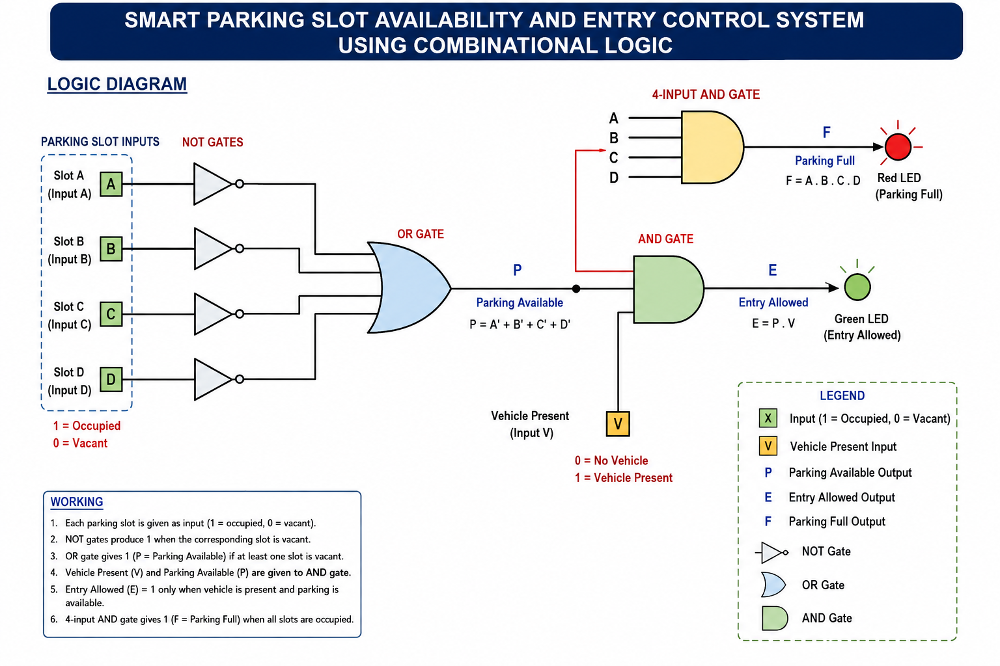 SMART PARKING SLOT AVAILABILITY AND ENTRY CONTROL SYSTEM
USING COMBINATIONAL LOGIC
LOGIC DIAGRAM
PARKING SLOT INPUTS
NOT GATES
Slot A
(Input A)
A
Slot B
(Input B)
B
Slot C
(Input C)
C
Slot D
(Input D)
D
1 = Occupied
0 = Vacant
OR GATE
P
Parking Available
P = A' + B' + C' + D'
4-INPUT AND GATE
A
B
C
D
F
Parking Full
F = A . B . C . D
Red LED
(Parking Full)
AND GATE
E
Entry Allowed
E = P . V
Green LED
(Entry Allowed)
Vehicle Present
(Input V)
V
0 = No Vehicle
1 = Vehicle Present
WORKING
1. Each parking slot is given as input (1 = occupied, 0 = vacant).
2. NOT gates produce 1 when the corresponding slot is vacant.
3. OR gate gives 1 (P = Parking Available) if at least one slot is vacant.
4. Vehicle Present (V) and Parking Available (P) are given to AND gate.
5. Entry Allowed (E) = 1 only when vehicle is present and parking is
available.
6. 4-input AND gate gives 1 (F = Parking Full) when all slots are occupied.
LEGEND
X Input (1 = Occupied, 0 = Vacant)
V Vehicle Present Input
P Parking Available Output
E Entry Allowed Output
F Parking Full Output
NOT Gate
OR Gate
AND Gate